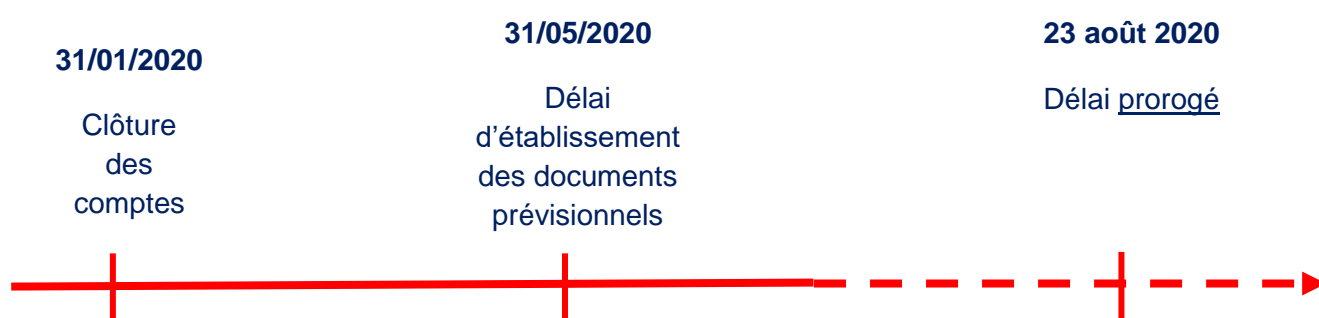 31/01/2020
Clôture
des
comptes
31/05/2020
Délai
d’établissement
des documents
prévisionnels
23 août 2020
Délai prorogé